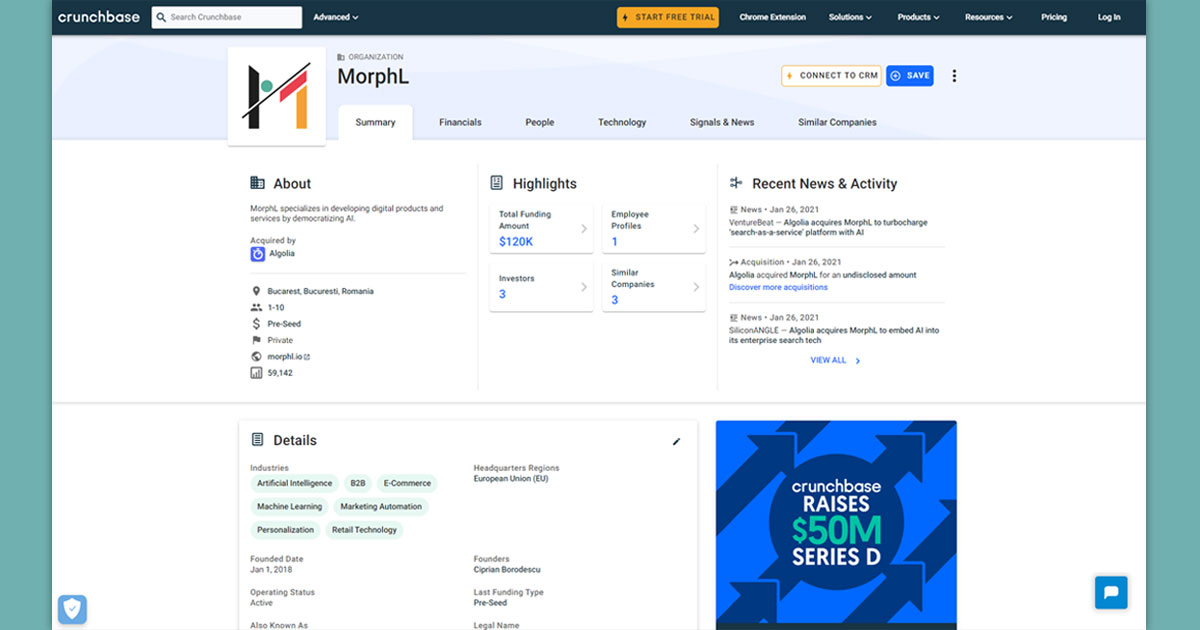 crunchbase
Search Crunchbase
Advanced
START FREE TRIAL
Chrome Extension
Solutions
Products
Resources
Pricing
Log In
ORGANIZATION
MorphL
CONNECT TO CRM
SAVE
Summary
Financials
People
Technology
Signals & News
Similar Companies
About
MorphL specializes in developing digital products and
services by democratizing AI.
Acquired by
Algolia
Bucarest, Bucuresti, Romania
1-10
Pre-Seed
Private
morphl.io
59,142
Highlights
Total Funding
Amount
$120K
Employee
Profiles
1
Investors
3
Similar
Companies
3
Recent News & Activity
News • Jan 26, 2021
VentureBeat — Algolia acquires MorphL to turbocharge
'search-as-a-service' platform with AI
Acquisition • Jan 26, 2021
Algolia acquired MorphL for an undisclosed amount
Discover more acquisitions
News • Jan 26, 2021
SiliconANGLE — Algolia acquires MorphL to embed AI into
its enterprise search tech
VIEW ALL
Details
Industries
Artificial Intelligence
B2B
E-Commerce
Machine Learning
Marketing Automation
Personalization
Retail Technology
Headquarters Regions
European Union (EU)
Founded Date
Jan 1, 2018
Founders
Ciprian Borodescu
Operating Status
Active
Last Funding Type
Pre-Seed
Also Known As
Legal Name
crunchbase
RAISES
$50M
SERIES D